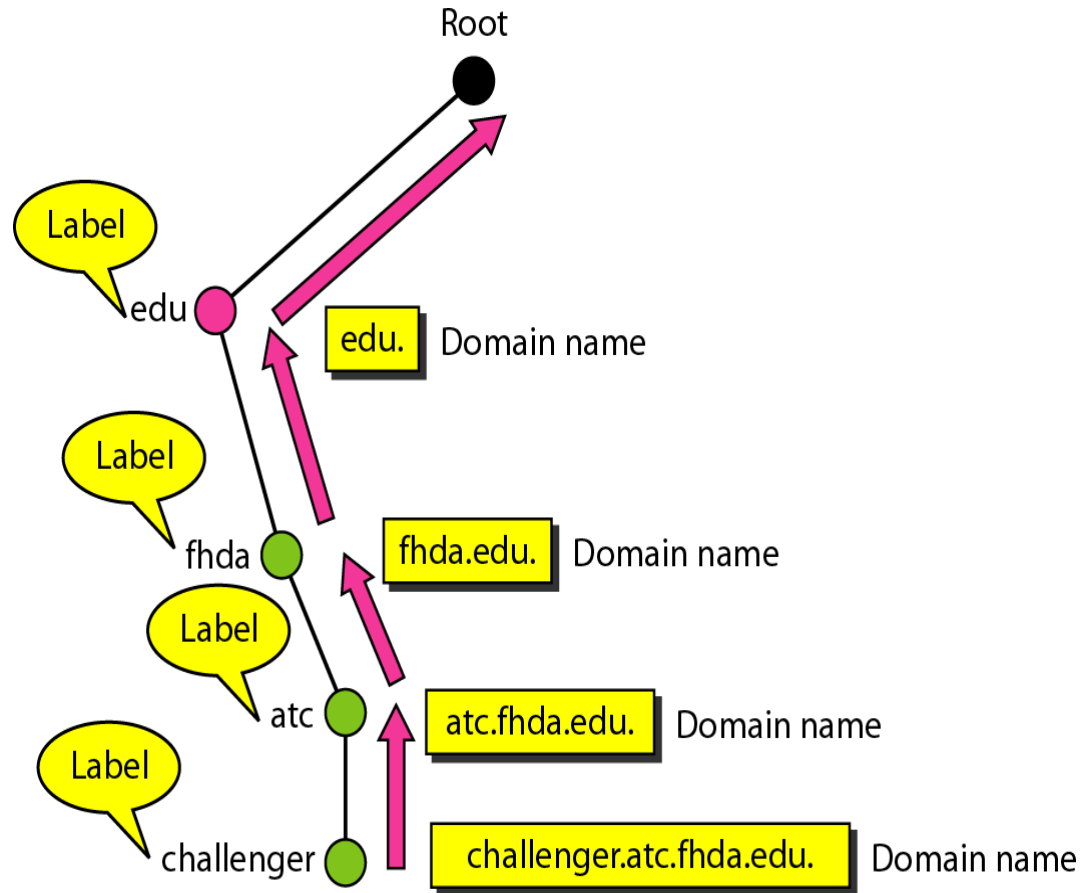 Root
Label
edu
edu. Domain name
Label
fhda
fhda.edu. Domain name
Label
atc
atc.fhda.edu. Domain name
Label
challenger
challenger.atc.fhda.edu. Domain name